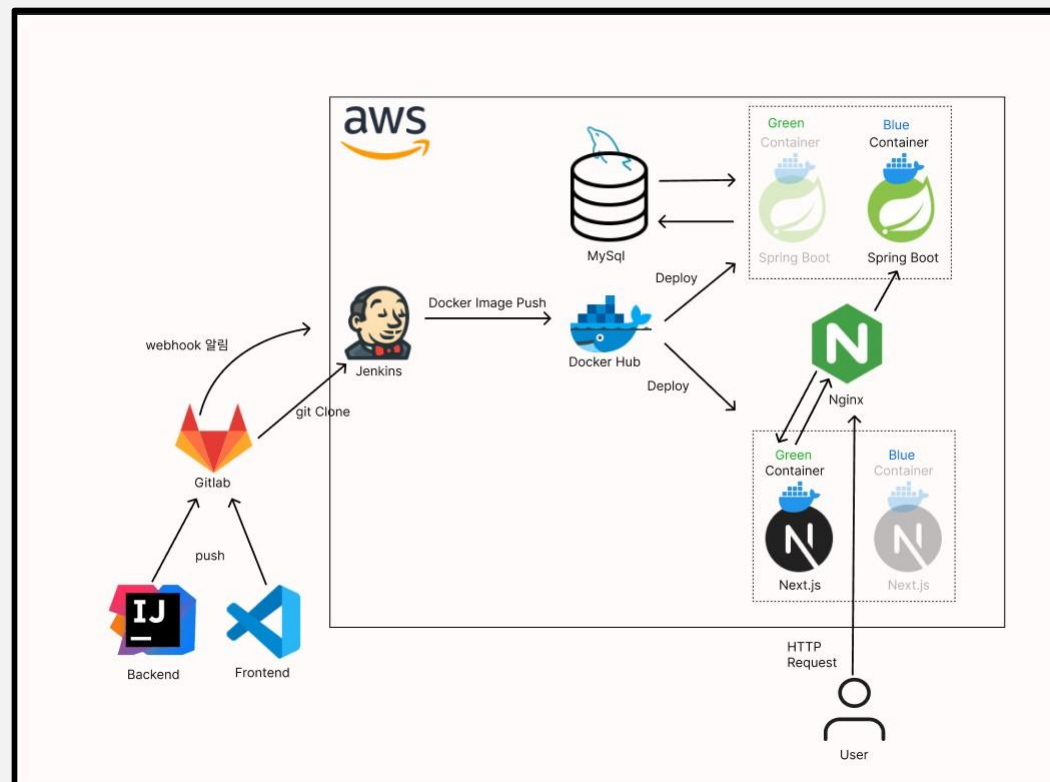 aws
Green
Container
Spring Boot
Blue
Container
Spring Boot
MySql
Deploy
Docker Image Push
Jenkins
Docker Hub
Deploy
webhook 알림
git Clone
Nginx
Gitlab
Green
Container
Next.js
Blue
Container
Next.js
push
IJ
Backend
Frontend
HTTP
Request
User